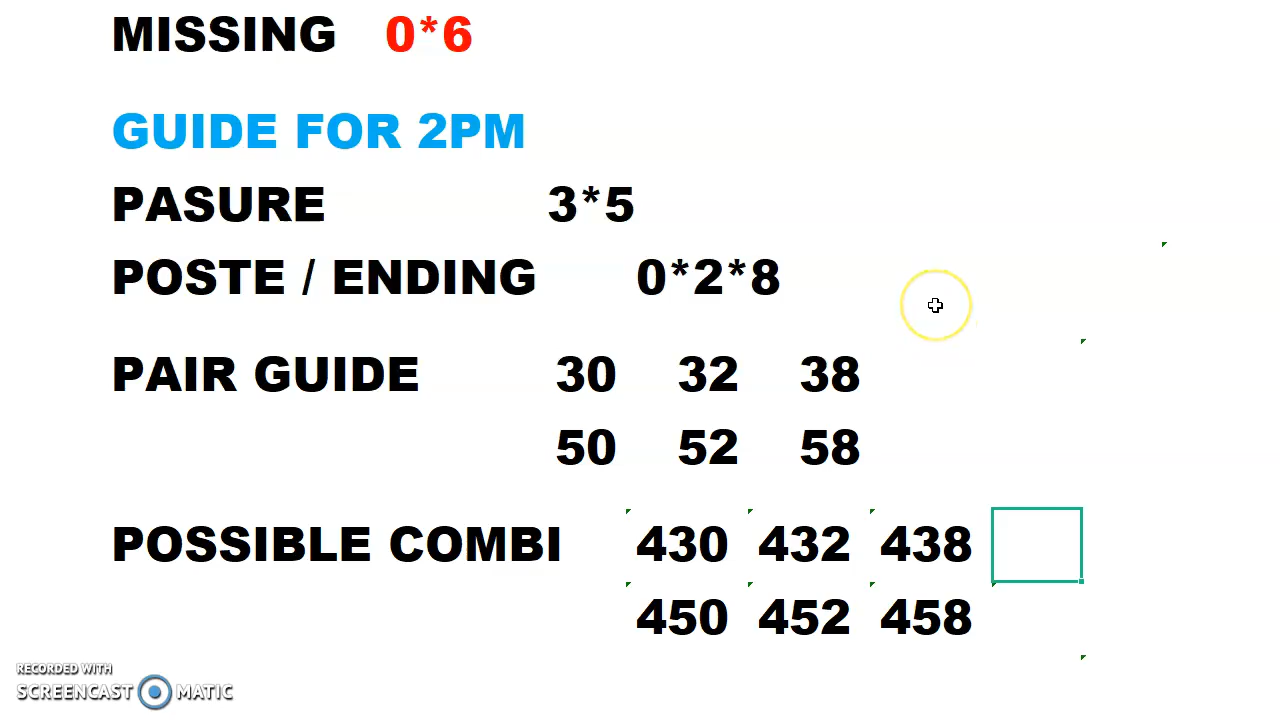 MISSING 0*6
GUIDE FOR 2PM
PASURE 3*5
POSTE / ENDING 0*2*8
PAIR GUIDE 30 32 38
50 52 58
POSSIBLE COMBI 430 432 438
450 452 458
RECORDED WITH
SCREENCAST MATIC